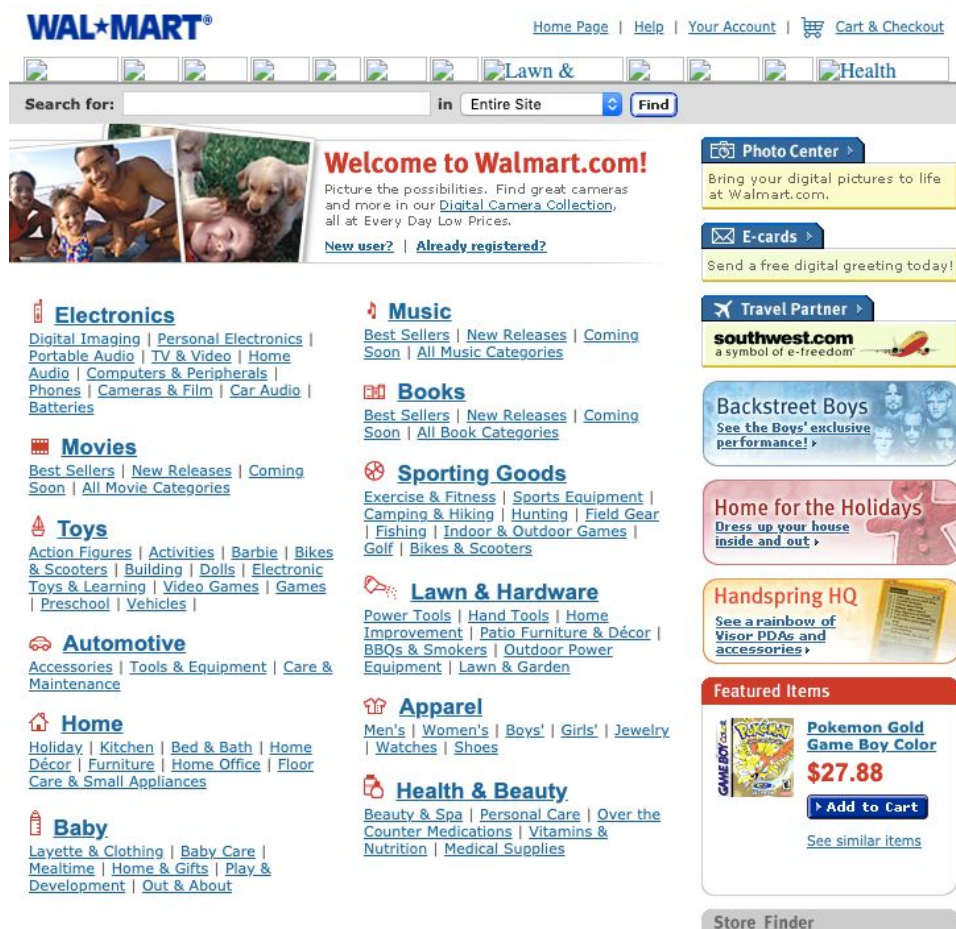 WAL★MART®
Home Page | Help | Your Account | Cart & Checkout
Lawn &
Health
Search for:
in
Entire Site
Find
Welcome to Walmart.com!
Picture the possibilities. Find great cameras
and more in our Digital Camera Collection,
all at Every Day Low Prices.
New user? | Already registered?
Electronics
Digital Imaging | Personal Electronics |
Portable Audio | TV & Video | Home
Audio | Computers & Peripherals |
Phones | Cameras & Film | Car Audio |
Batteries
Movies
Best Sellers | New Releases | Coming
Soon | All Movie Categories
Toys
Action Figures | Activities | Barbie | Bikes
& Scooters | Building | Dolls | Electronic
Toys & Learning | Video Games | Games
| Preschool | Vehicles |
Automotive
Accessories | Tools & Equipment | Care &
Maintenance
Home
Holiday | Kitchen | Bed & Bath | Home
Décor | Furniture | Home Office | Floor
Care & Small Appliances
Baby
Layette & Clothing | Baby Care |
Mealtime | Home & Gifts | Play &
Development | Out & About
Music
Best Sellers | New Releases | Coming
Soon | All Music Categories
Books
Best Sellers | New Releases | Coming
Soon | All Book Categories
Sporting Goods
Exercise & Fitness | Sports Equipment |
Camping & Hiking | Hunting | Field Gear
| Fishing | Indoor & Outdoor Games |
Golf | Bikes & Scooters
Lawn & Hardware
Power Tools | Hand Tools | Home
Improvement | Patio Furniture & Décor |
BBQs & Smokers | Outdoor Power
Equipment | Lawn & Garden
Apparel
Men's | Women's | Boys' | Girls' | Jewelry
| Watches | Shoes
Health & Beauty
Beauty & Spa | Personal Care | Over the
Counter Medications | Vitamins &
Nutrition | Medical Supplies
Photo Center
Bring your digital pictures to life
at Walmart.com.
E-cards
Send a free digital greeting today!
Travel Partner
southwest.com
a symbol of e-freedom
Backstreet Boys
See the Boys' exclusive
performance!
Home for the Holidays
Dress up your house
inside and out
Handspring HQ
See a rainbow of
Visor PDAs and
accessories
Featured Items
GAME BOY COLOR
POKéMON
Pokemon Gold
Game Boy Color
$27.88
Add to Cart
See similar items
Store Finder